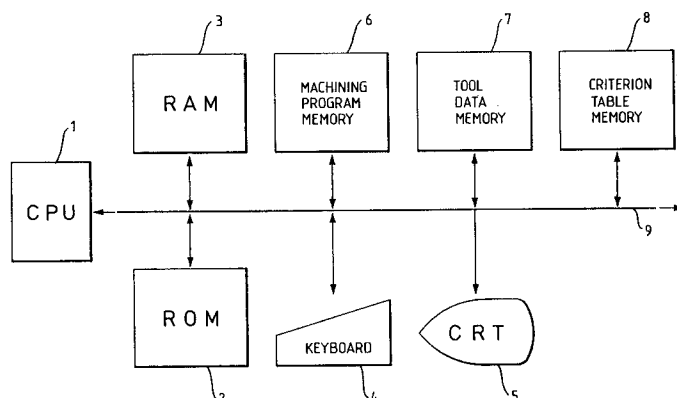 3
6
7
8
1
RAM
MACHINING
PROGRAM
MEMORY
TOOL
DATA
MEMORY
CRITERION
TABLE
MEMORY
CPU
9
ROM
KEYBOARD
CRT
2
4
5